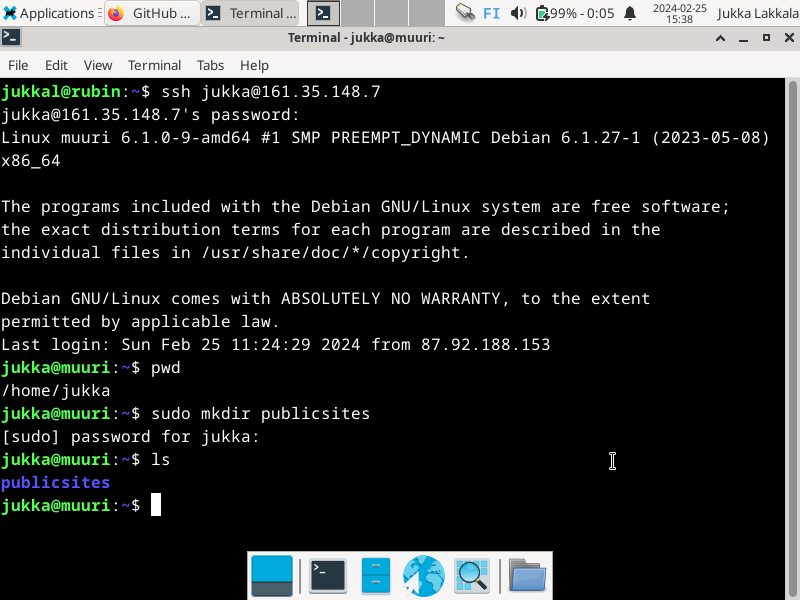 Applications
GitHub ...
Terminal ...
FI
99% - 0:05
2024-02-25
15:38
Jukka Lakkala
Terminal - jukka@muuri: ~
File Edit View Terminal Tabs Help
jukkal@rubin:~$ ssh jukka@161.35.148.7
jukka@161.35.148.7's password:
Linux muuri 6.1.0-9-amd64 #1 SMP PREEMPT_DYNAMIC Debian 6.1.27-1 (2023-05-08)
x86_64
The programs included with the Debian GNU/Linux system are free software;
the exact distribution terms for each program are described in the
individual files in /usr/share/doc/*/copyright.
Debian GNU/Linux comes with ABSOLUTELY NO WARRANTY, to the extent
permitted by applicable law.
Last login: Sun Feb 25 11:24:29 2024 from 87.92.188.153
jukka@muuri:~$ pwd
/home/jukka
jukka@muuri:~$ sudo mkdir publicsites
[sudo] password for jukka:
jukka@muuri:~$ ls
publicsites
jukka@muuri:~$